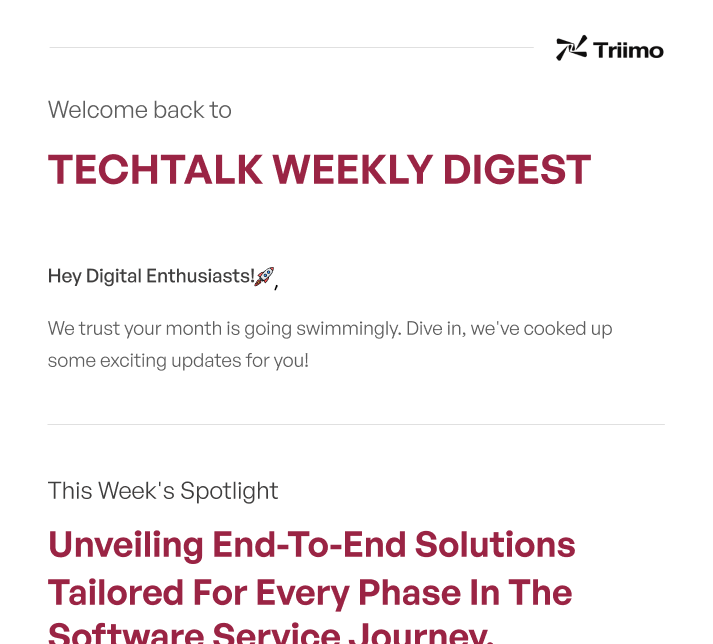 Triimo
Welcome back to
TECHTALK WEEKLY DIGEST
Hey Digital Enthusiasts!🚀,
We trust your month is going swimmingly. Dive in, we've cooked up
some exciting updates for you!
This Week's Spotlight
Unveiling End-To-End Solutions
Tailored For Every Phase In The
Software Service Journey.